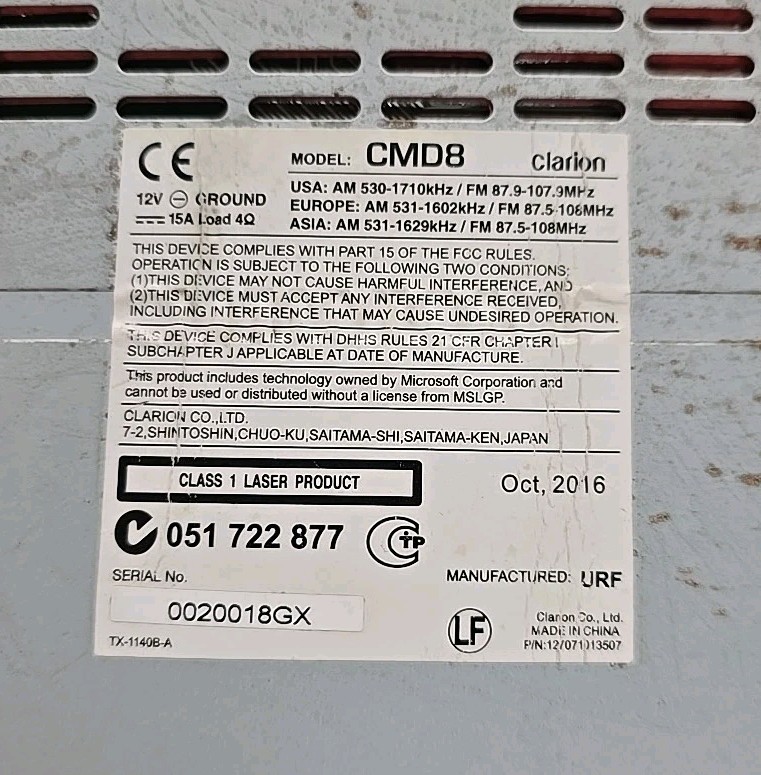 CE
MODEL: CMD8 clarion
12V ⊖ GROUND
⎓ 15A Load 4Ω
USA: AM 530-1710kHz / FM 87.9-107.9MHz
EUROPE: AM 531-1602kHz / FM 87.5-108MHz
ASIA: AM 531-1629kHz / FM 87.5-108MHz
THIS DEVICE COMPLIES WITH PART 15 OF THE FCC RULES.
OPERATION IS SUBJECT TO THE FOLLOWING TWO CONDITIONS:
(1)THIS DEVICE MAY NOT CAUSE HARMFUL INTERFERENCE, AND
(2)THIS DEVICE MUST ACCEPT ANY INTERFERENCE RECEIVED,
INCLUDING INTERFERENCE THAT MAY CAUSE UNDESIRED OPERATION.
THIS DEVICE COMPLIES WITH DHHS RULES 21 CFR CHAPTER I
SUBCHAPTER J APPLICABLE AT DATE OF MANUFACTURE.
This product includes technology owned by Microsoft Corporation and
cannot be used or distributed without a license from MSLGP.
CLARION CO.,LTD.
7-2,SHINTOSHIN,CHUO-KU,SAITAMA-SHI,SAITAMA-KEN,JAPAN
CLASS 1 LASER PRODUCT
Oct, 2016
051 722 877
SERIAL No.
MANUFACTURED: URF
0020018GX
TX-1140B-A
LF
Clarion Co., Ltd.
MADE IN CHINA
P/N:12/071013507